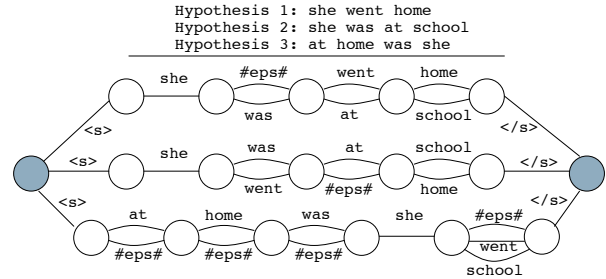 Hypothesis 1: she went home
Hypothesis 2: she was at school
Hypothesis 3: at home was she
she #eps# went home
<s> was at school </s>
<s> she was at school </s>
went #eps# home
<s> at home was she #eps# </s>
#eps# #eps# #eps# went
school